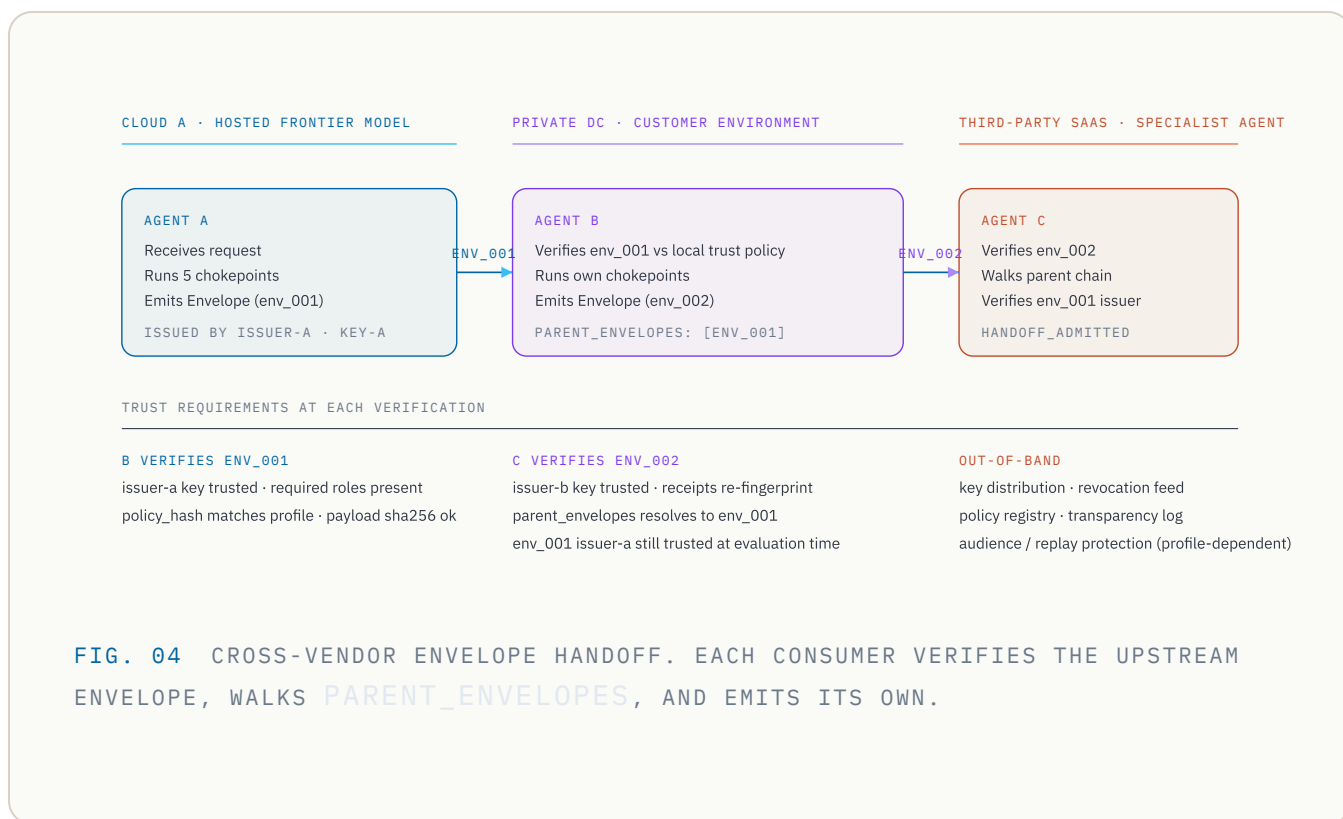 CLOUD A · HOSTED FRONTIER MODEL
PRIVATE DC · CUSTOMER ENVIRONMENT
THIRD-PARTY SAAS · SPECIALIST AGENT
AGENT A
Receives request
Runs 5 chokepoints
Emits Envelope (env_001)
ISSUED BY ISSUER-A · KEY-A
ENV_001
AGENT B
Verifies env_001 vs local trust policy
Runs own chokepoints
Emits Envelope (env_002)
PARENT_ENVELOPES: [ENV_001]
ENV_002
AGENT C
Verifies env_002
Walks parent chain
Verifies env_001 issuer
HANDOFF_ADMITTED
TRUST REQUIREMENTS AT EACH VERIFICATION
B VERIFIES ENV_001
issuer-a key trusted · required roles present
policy_hash matches profile · payload sha256 ok
C VERIFIES ENV_002
issuer-b key trusted · receipts re-fingerprint
parent_envelopes resolves to env_001
env_001 issuer-a still trusted at evaluation time
OUT-OF-BAND
key distribution · revocation feed
policy registry · transparency log
audience / replay protection (profile-dependent)
FIG. 04 CROSS-VENDOR ENVELOPE HANDOFF. EACH CONSUMER VERIFIES THE UPSTREAM
ENVELOPE, WALKS PARENT_ENVELOPES, AND EMITS ITS OWN.